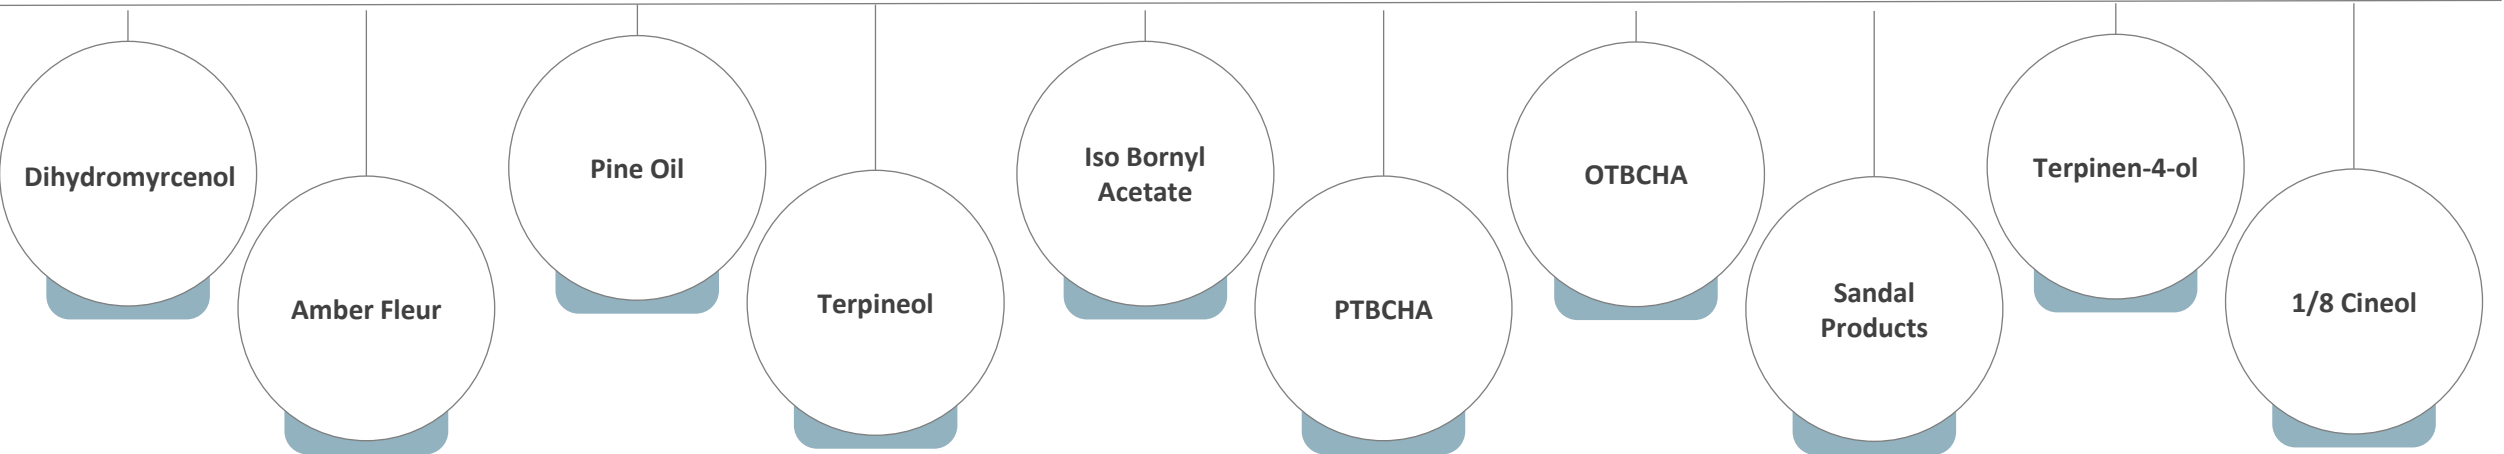 Dihydromyrcenol
Amber Fleur
Pine Oil
Terpineol
Iso Bornyl
Acetate
PTBCHA
OTBCHA
Sandal
Products
Terpinen-4-ol
1/8 Cineol